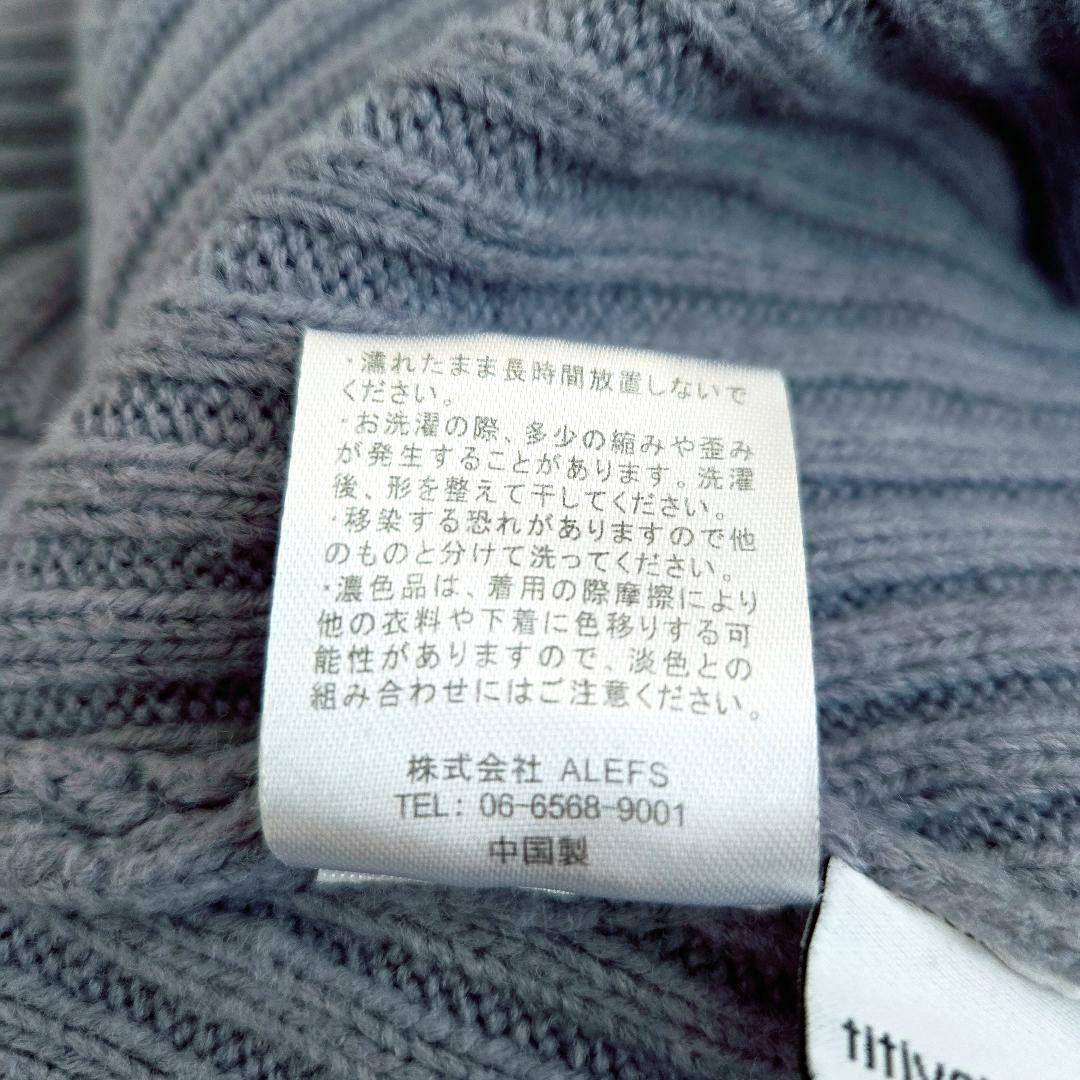 ・濡れたまま長時間放置しないで
ください。
・お洗濯の際、多少の縮みや歪み
が発生することがあります。洗濯
後、形を整えて干してください。
・移染する恐れがありますので他
のものと分けて洗ってください。
・濃色品は、着用の際摩擦により
他の衣料や下着に色移りする可
能性がありますので、淡色との
組み合わせにはご注意ください。
株式会社 ALEFS
TEL: 06-6568-9001
中国製